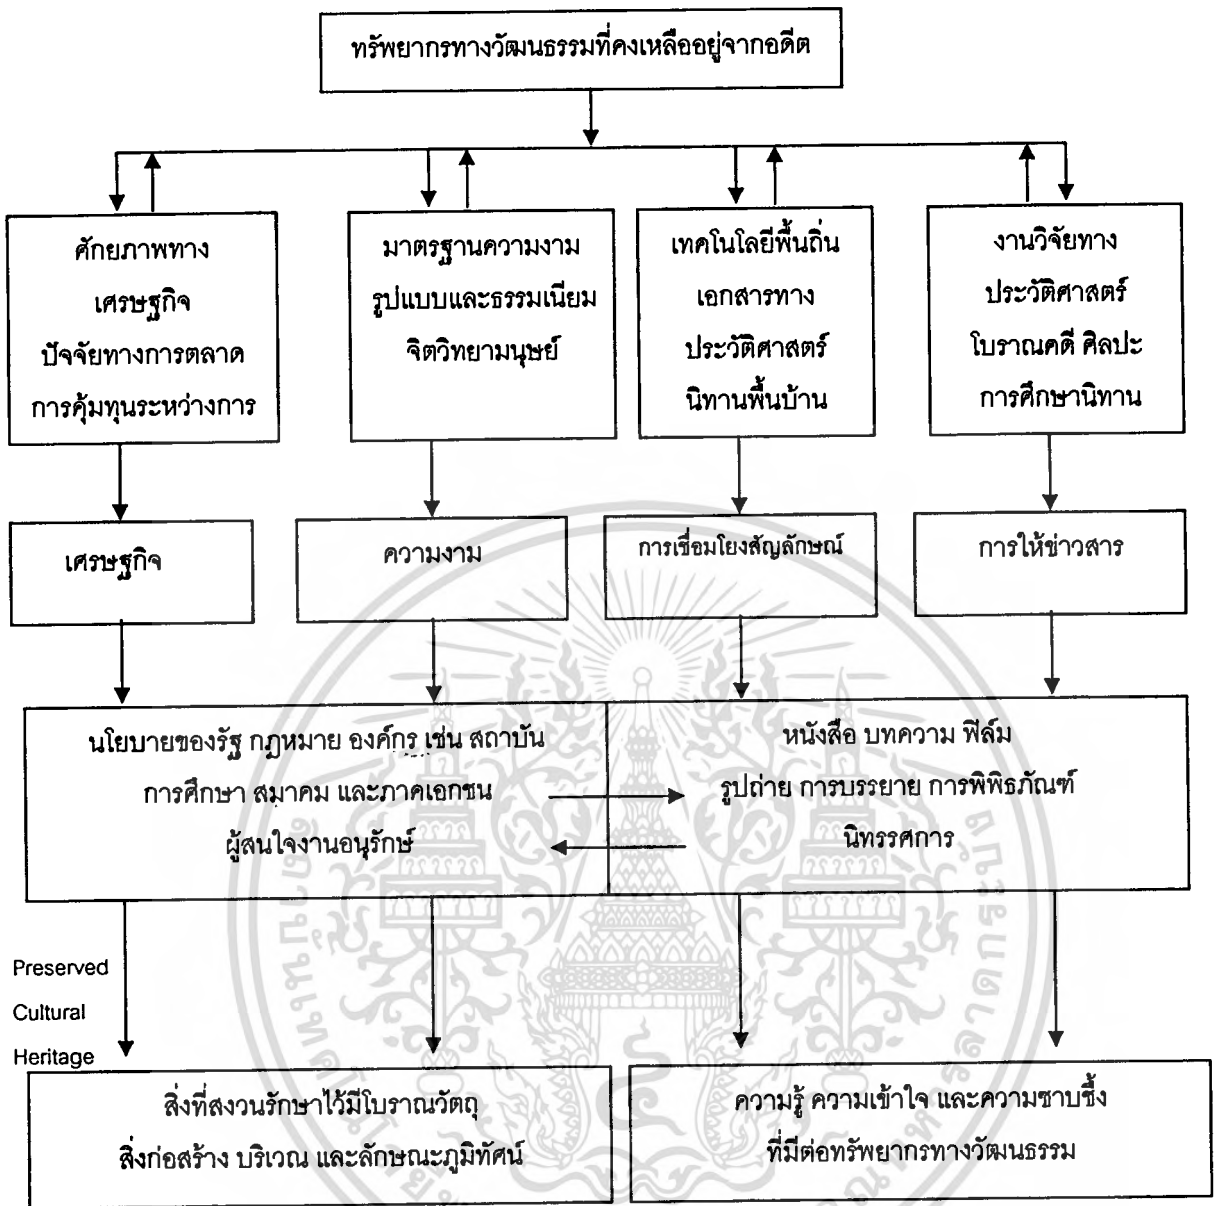 ทรัพยากรทางวัฒนธรรมที่คงเหลืออยู่จากอดีต
ศักยภาพทาง
เศรษฐกิจ
ปัจจัยทางการตลาด
การคุ้มทุนระหว่างการ
มาตรฐานความงาม
รูปแบบและธรรมเนียม
จิตวิทยามนุษย์
เทคโนโลยีพื้นถิ่น
เอกสารทาง
ประวัติศาสตร์
นิทานพื้นบ้าน
งานวิจัยทาง
ประวัติศาสตร์
โบราณคดี ศิลปะ
การศึกษานิทาน
เศรษฐกิจ
ความงาม
การเชื่อมโยงสัญลักษณ์
การให้ข่าวสาร
นโยบายของรัฐ กฎหมาย องค์กร เช่น สถาบัน
การศึกษา สมาคม และภาคเอกชน
ผู้สนใจงานอนุรักษ์
หนังสือ บทความ ฟิล์ม
รูปถ่าย การบรรยาย การพิพิธภัณฑ์
นิทรรศการ
Preserved
Cultural
Heritage
สิ่งที่สงวนรักษาไว้มีโบราณวัตถุ
สิ่งก่อสร้าง บริเวณ และลักษณะภูมิทัศน์
ความรู้ ความเข้าใจ และความซาบซึ้ง
ที่มีต่อทรัพยากรทางวัฒนธรรม